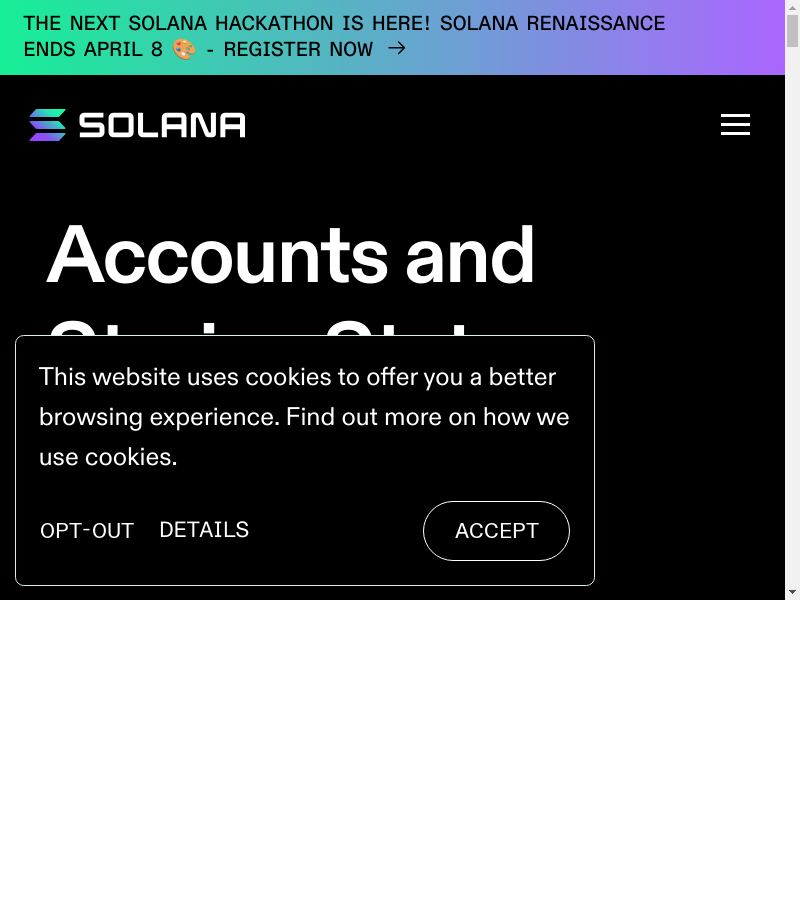 THE NEXT SOLANA HACKATHON IS HERE! SOLANA RENAISSANCE
ENDS APRIL 8 🎨 - REGISTER NOW →
SOLANA
Accounts and
This website uses cookies to offer you a better
browsing experience. Find out more on how we
use cookies.
OPT-OUT DETAILS ACCEPT